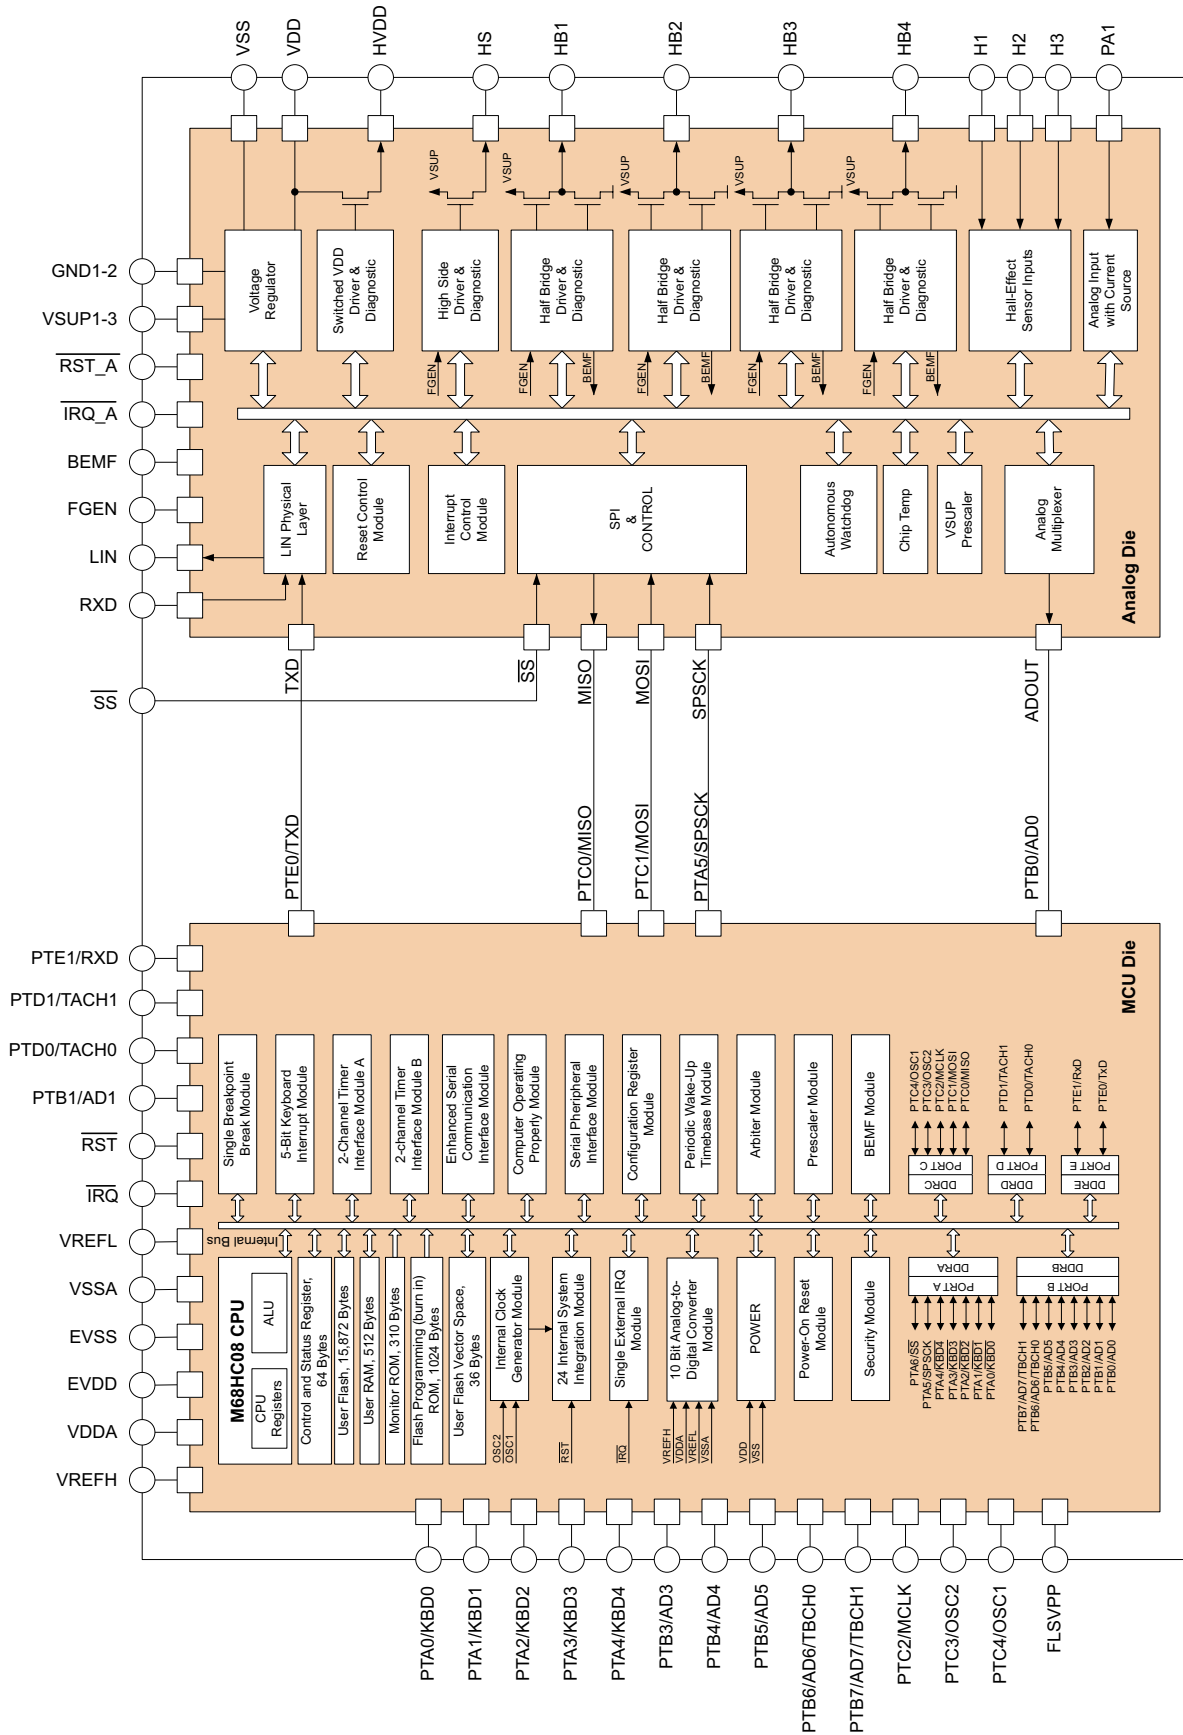 VSS
VDD
HVDD
HS
HB1
HB2
HB3
HB4
H1
H2
H3
PA1
GND1-2
VSUP1-3
RST_A
IRQ_A
BEMF
FGEN
LIN
RXD
SS
PTE1/RXD
PTD1/TACH1
PTD0/TACH0
PTB1/AD1
RST
IRQ
VREFL
VSSA
EVSS
EVDD
VDDA
VREFH
VSUP
VSUP
VSUP
VSUP
VSUP
Voltage
Regulator
Switched VDD
Driver &
Diagnostic
High Side
Driver &
Diagnostic
Half Bridge
Driver &
Diagnostic
Half Bridge
Driver &
Diagnostic
Half Bridge
Driver &
Diagnostic
Half Bridge
Driver &
Diagnostic
Hall-Effect
Sensor Inputs
Analog Input
with Current
Source
FGEN
FGEN
BEMF
FGEN
BEMF
FGEN
BEMF
FGEN
BEMF
LIN Physical
Layer
Reset Control
Module
Interrupt
Control
Module
SPI
&
CONTROL
Autonomous
Watchdog
Chip Temp
VSUP
Prescaler
Analog
Multiplexer
Analog Die
TXD
SS
MISO
MOSI
SPSCK
ADOUT
PTE0/TXD
PTC0/MISO
PTC1/MOSI
PTA5/SPSCK
PTB0/AD0
MCU Die
Single Breakpoint
Break Module
5-Bit Keyboard
Interrupt Module
2-Channel Timer
Interface Module A
2-channel Timer
Interface Module B
Enhanced Serial
Communication
Interface Module
Computer Operating
Properly Module
Serial Pheripheral
Interface Module
Configuration Register
Module
Periodic Wake-Up
Timebase Module
Arbiter Module
Prescaler Module
BEMF Module
PTC4/OSC1
PTC3/OSC2
PTC2/MCLK
PTC1/MOSI
PTC0/MISO
PORT C
DDRC
PTD1/TACH1
PTD0/TACH0
PORT D
DDRD
PTE1/RxD
PTE0/TxD
PORT E
DDRE
Internal Bus
M68HC08 CPU
CPU
Registers
ALU
Control and Status Register,
64 Bytes
User Flash, 15,872 Bytes
User RAM, 512 Bytes
Monitor ROM, 310 Bytes
Flash Programming (burn in)
ROM, 1024 Bytes
User Flash Vector Space,
36 Bytes
Internal Clock
Generator Module
24 Internal System
Integration Module
Single External IRQ
Module
10 Bit Analog-to-
Digital Converter
Module
POWER
Power-On Reset
Module
Security Module
OSC2
OSC1
RST
IRQ
VREFH
VDDA
VREFL
VSSA
VDD
VSS
DDRA
PORT A
PTA6/SS
PTA5/SPSCK
PTA4/KBD4
PTA3/KBD3
PTA2/KBD2
PTA1/KBD1
PTA0/KBD0
DDRB
PORT B
PTB7/AD7/TBCH1
PTB6/AD6/TBCH0
PTB5/AD5
PTB4/AD4
PTB3/AD3
PTB2/AD2
PTB1/AD1
PTB0/AD0
PTA0/KBD0
PTA1/KBD1
PTA2/KBD2
PTA3/KBD3
PTA4/KBD4
PTB3/AD3
PTB4/AD4
PTB5/AD5
PTB6/AD6/TBCH0
PTB7/AD7/TBCH1
PTC2/MCLK
PTC3/OSC2
PTC4/OSC1
FLSVPP